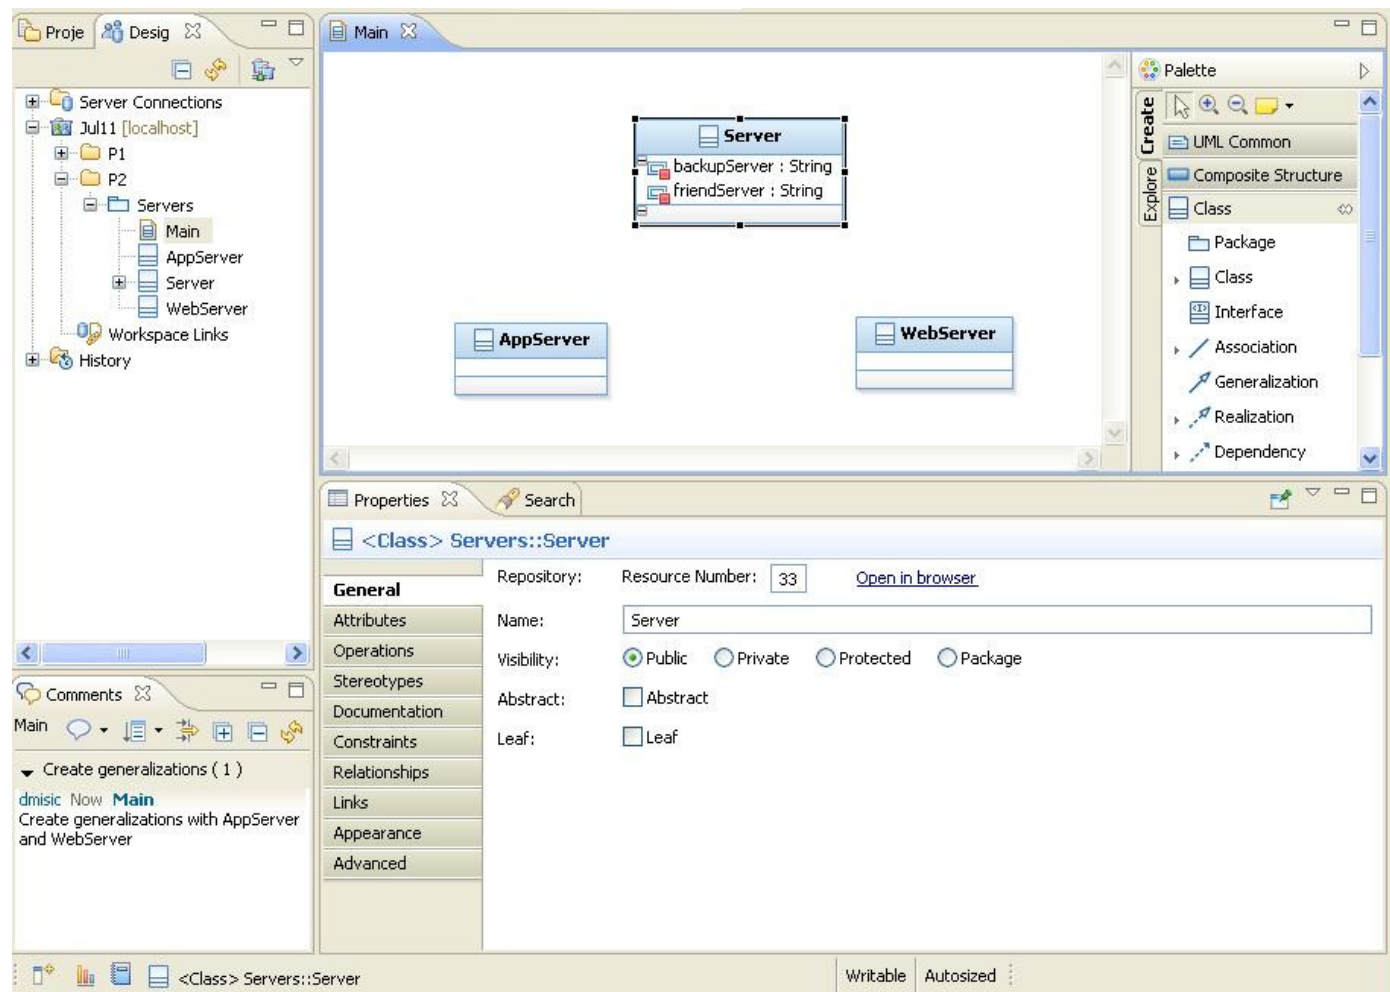 Proje
Desig
Server Connections
Jul11 [localhost]
P1
P2
Servers
Main
AppServer
Server
WebServer
Workspace Links
History
Main
Server
backupServer : String
friendServer : String
AppServer
WebServer
Palette
Create
Explore
UML Common
Composite Structure
Class
Package
Class
Interface
Association
Generalization
Realization
Dependency
Comments
Main
Create generalizations ( 1 )
dmisic Now Main
Create generalizations with AppServer
and WebServer
Properties
Search
<Class> Servers::Server
General
Attributes
Operations
Stereotypes
Documentation
Constraints
Relationships
Links
Appearance
Advanced
Repository: Resource Number: 33 Open in browser
Name: Server
Visibility: Public Private Protected Package
Abstract: Abstract
Leaf: Leaf
<Class> Servers::Server
Writable
Autosized